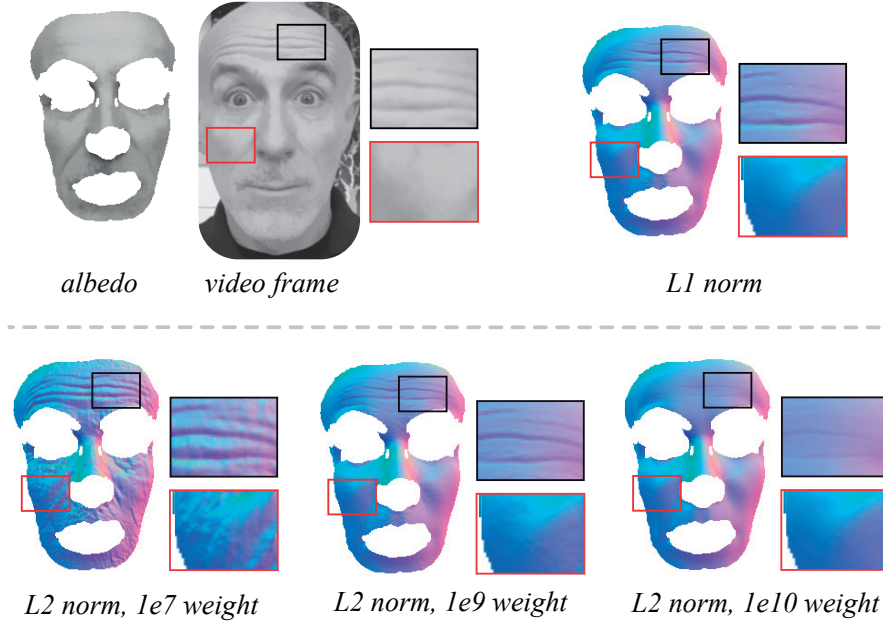 albedo
video frame
L1 norm
L2 norm, 1e7 weight
L2 norm, 1e9 weight
L2 norm, 1e10 weight